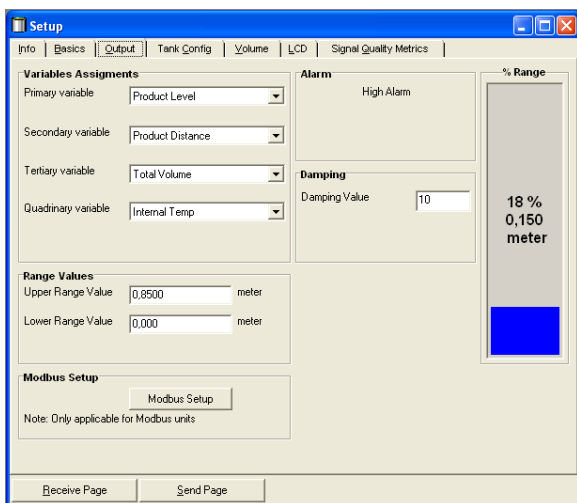 Setup
Info Basics Output Tank Config Volume LCD Signal Quality Metrics
Variables Assigments
Primary variable Product Level
Secondary variable Product Distance
Tertiary variable Total Volume
Quadrinary variable Internal Temp
Alarm
High Alarm
Damping
Damping Value 10
% Range
18 %
0,150
meter
Range Values
Upper Range Value 0,8500 meter
Lower Range Value 0,000 meter
Modbus Setup
Modbus Setup
Note: Only applicable for Modbus units
Receive Page Send Page